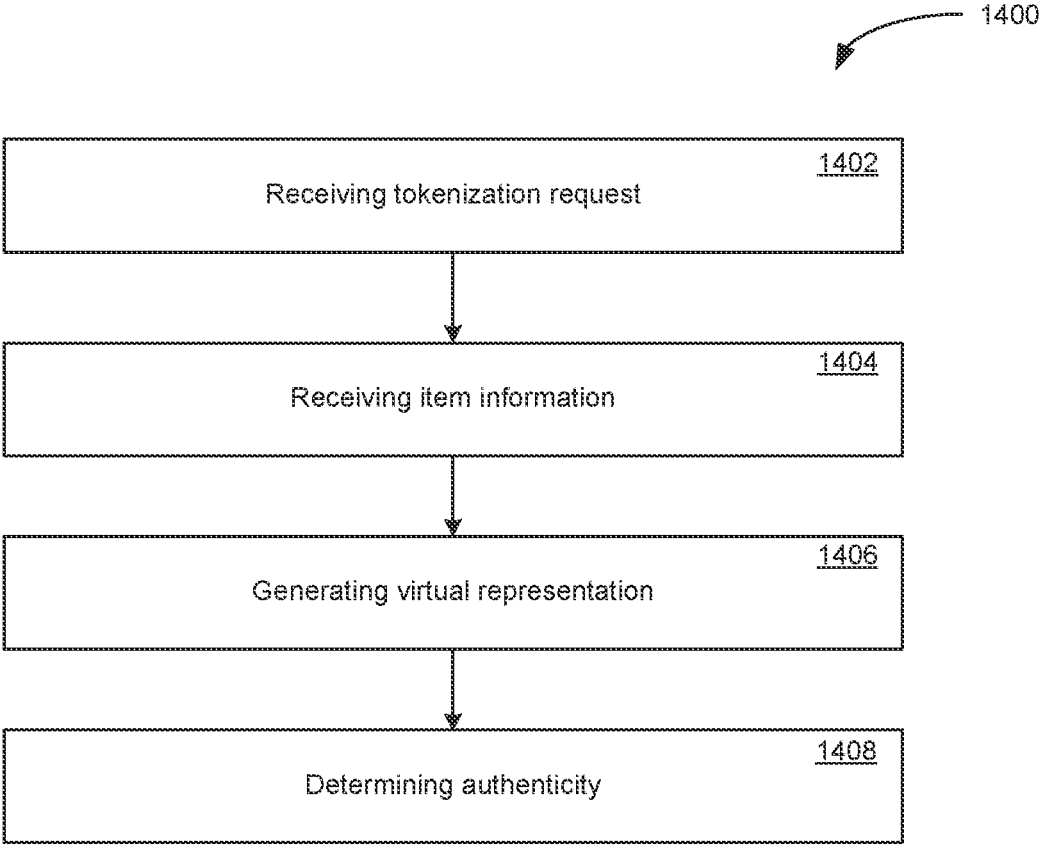 1400
1402
Receiving tokenization request
1404
Receiving item information
1406
Generating virtual representation
1408
Determining authenticity